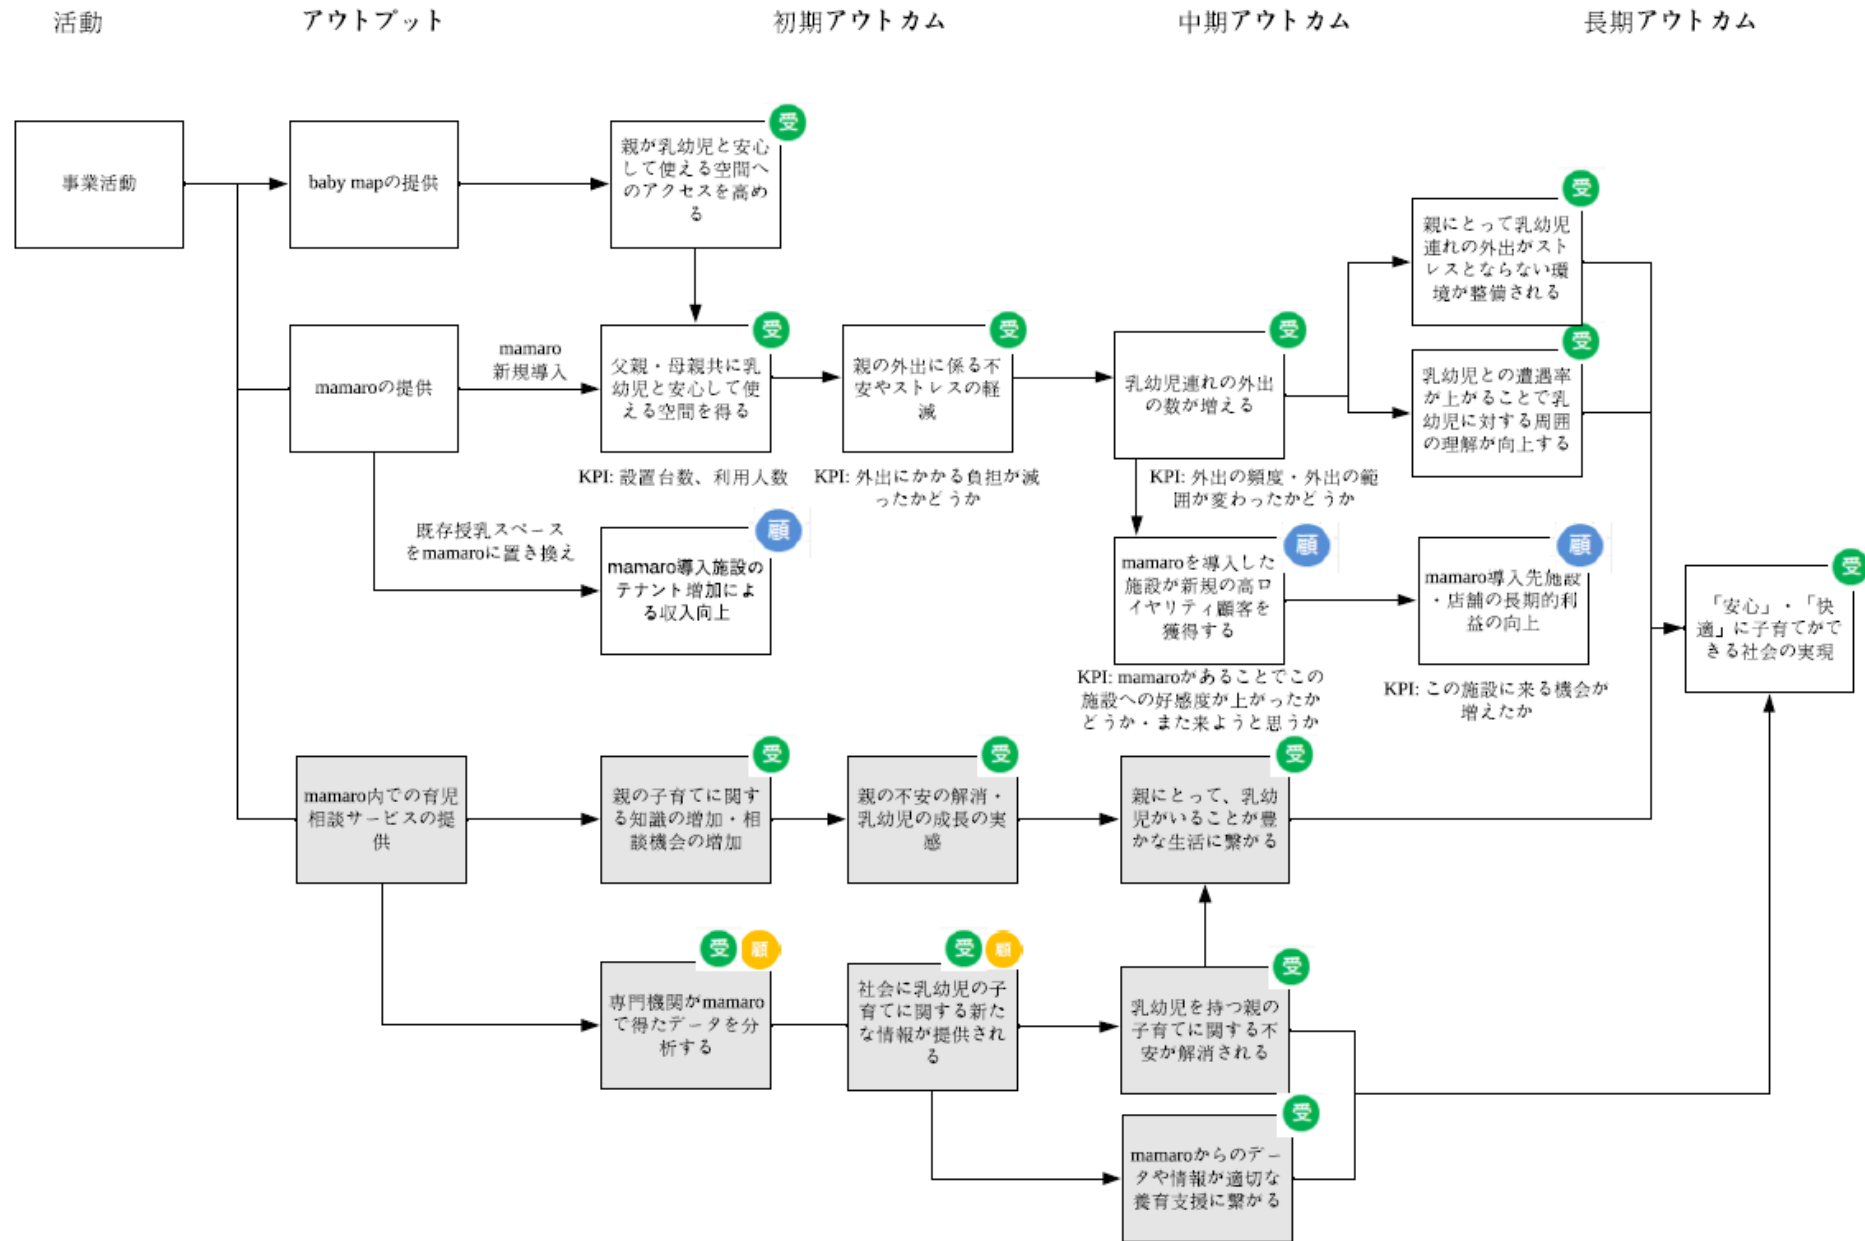 活動
アウトプット
初期アウトカム
中期アウトカム
長期アウトカム
事業活動
baby mapの提供
受
親が乳幼児と安心
して使える空間へ
のアクセスを高め
る
受
親にとって乳幼児
連れの外出がスト
レスとならない環
境が整備される
mamaroの提供
mamaro
新規導入
受
父親・母親共に乳
幼児と安心して使
える空間を得る
KPI: 設置台数、利用人数
受
親の外出に係る不
安やストレスの軽
減
KPI: 外出にかかる負担が減
ったかどうか
受
乳幼児連れの外出
の数が増える
KPI: 外出の頻度・外出の範
囲が変わったかどうか
受
乳幼児との遭遇率
が上がることで乳
幼児に対する周囲
の理解が向上する
既存授乳スペース
をmamaroに置き換え
顧
mamaro導入施設の
テナント増加によ
る収入向上
顧
mamaroを導入した
施設が新規の高ロ
イヤリティ顧客を
獲得する
KPI: mamaroがあることでこの
施設への好感度が上がったか
どうか・また来ようと思うか
顧
mamaro導入先施設
・店舗の長期的利
益の向上
KPI: この施設に来る機会が
増えたか
受
「安心」・「快
適」に子育てがで
きる社会の実現
mamaro内での育児
相談サービスの提
供
受
親の子育てに関す
る知識の増加・相
談機会の増加
受
親の不安の解消・
乳幼児の成長の実
感
受
親にとって、乳幼
児がいることが豊
かな生活に繋がる
受
顧
専門機関がmamaro
で得たデータを分
析する
受
顧
社会に乳幼児の子
育てに関する新た
な情報が提供され
る
受
乳幼児を持つ親の
子育てに関する不
安が解消される
受
mamaroからのデー
タや情報が適切な
養育支援に繋がる